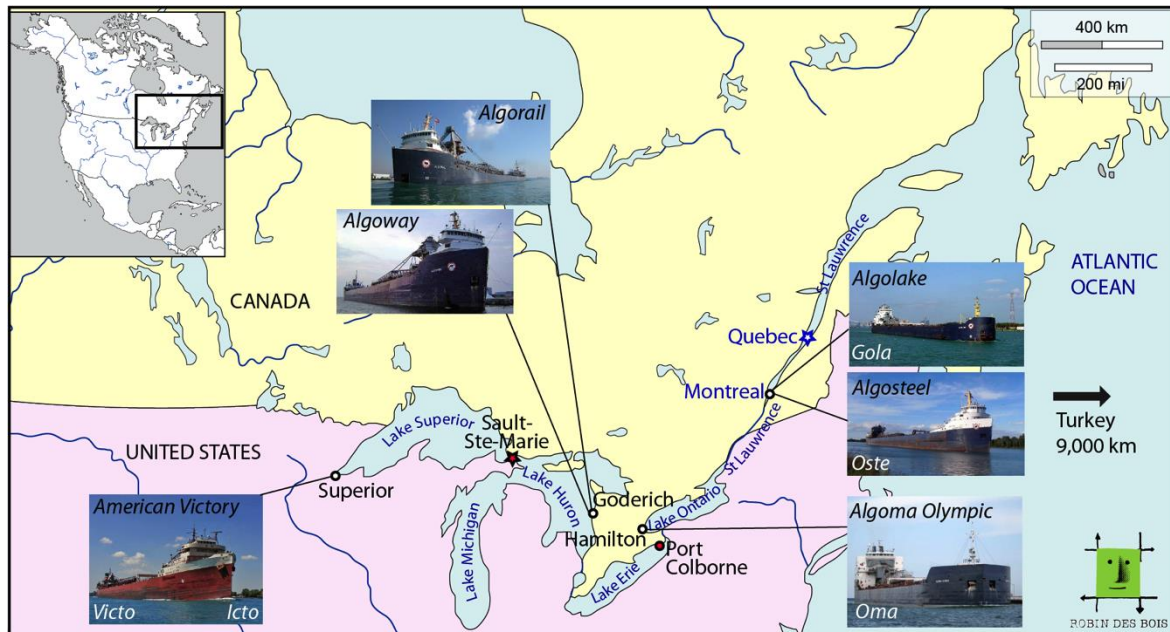 400 km
200 mi
Algorail
Algoway
CANADA
St Lauwrence
ATLANTIC
OCEAN
Algolake
Gola
Quebec
Montreal
Algosteel
Oste
Turkey
9,000 km
St Lauwrence
Lake Superior
Sault-
Ste-Marie
UNITED STATES
Superior
Lake Huron
Lake Michigan
Goderich
Hamilton
Lake Ontario
Port
Colborne
Lake Erie
American Victory
Victo Icto
Algoma Olympic
Oma
ROBIN DES BOIS